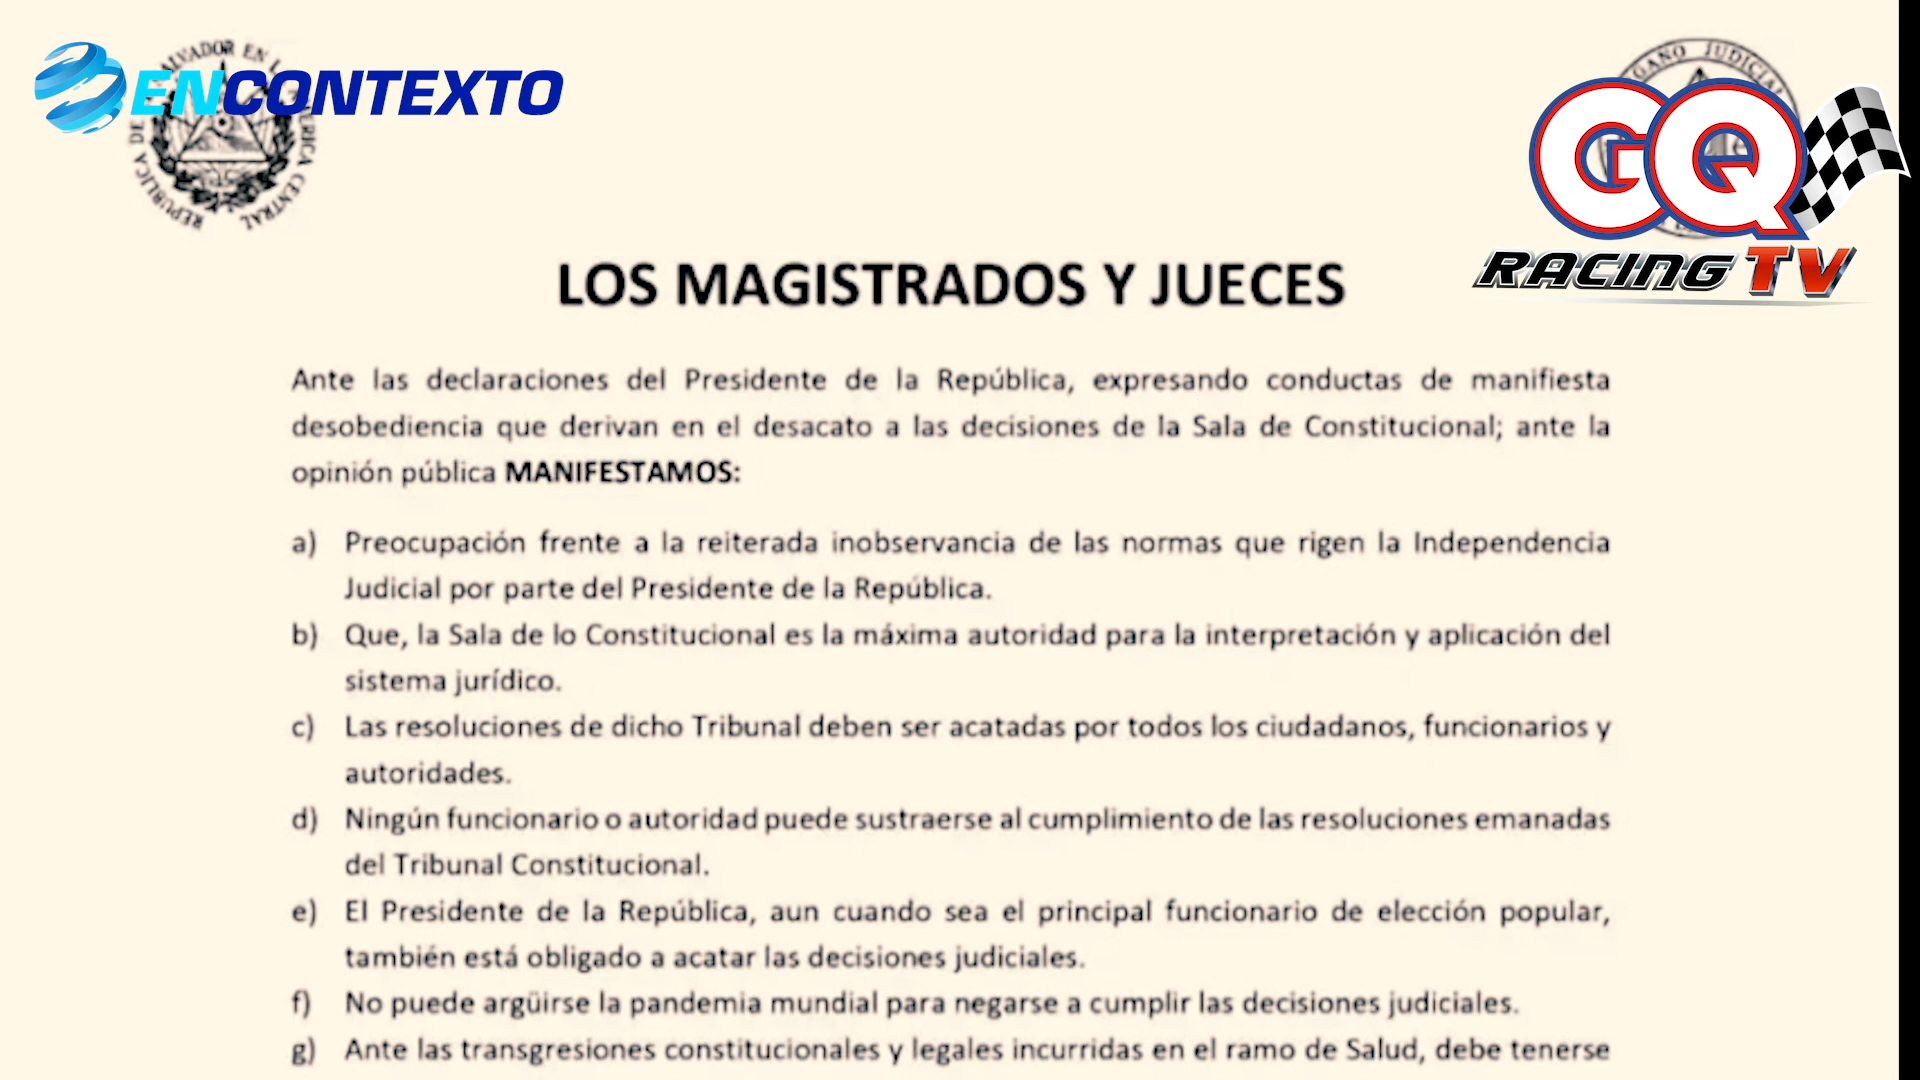 ENCONTEXTO
GQ
RACING TV
LOS MAGISTRADOS Y JUECES
Ante las declaraciones del Presidente de la República, expresando conductas de manifiesta
desobediencia que derivan en el desacato a las decisiones de la Sala de Constitucional; ante la
opinión pública MANIFESTAMOS:
a) Preocupación frente a la reiterada inobservancia de las normas que rigen la Independencia
Judicial por parte del Presidente de la República.
b) Que, la Sala de lo Constitucional es la máxima autoridad para la interpretación y aplicación del
sistema jurídico.
c) Las resoluciones de dicho Tribunal deben ser acatadas por todos los ciudadanos, funcionarios y
autoridades.
d) Ningún funcionario o autoridad puede sustraerse al cumplimiento de las resoluciones emanadas
del Tribunal Constitucional.
e) El Presidente de la República, aun cuando sea el principal funcionario de elección popular,
también está obligado a acatar las decisiones judiciales.
f) No puede argüirse la pandemia mundial para negarse a cumplir las decisiones judiciales.
g) Ante las transgresiones constitucionales y legales incurridas en el ramo de Salud, debe tenerse